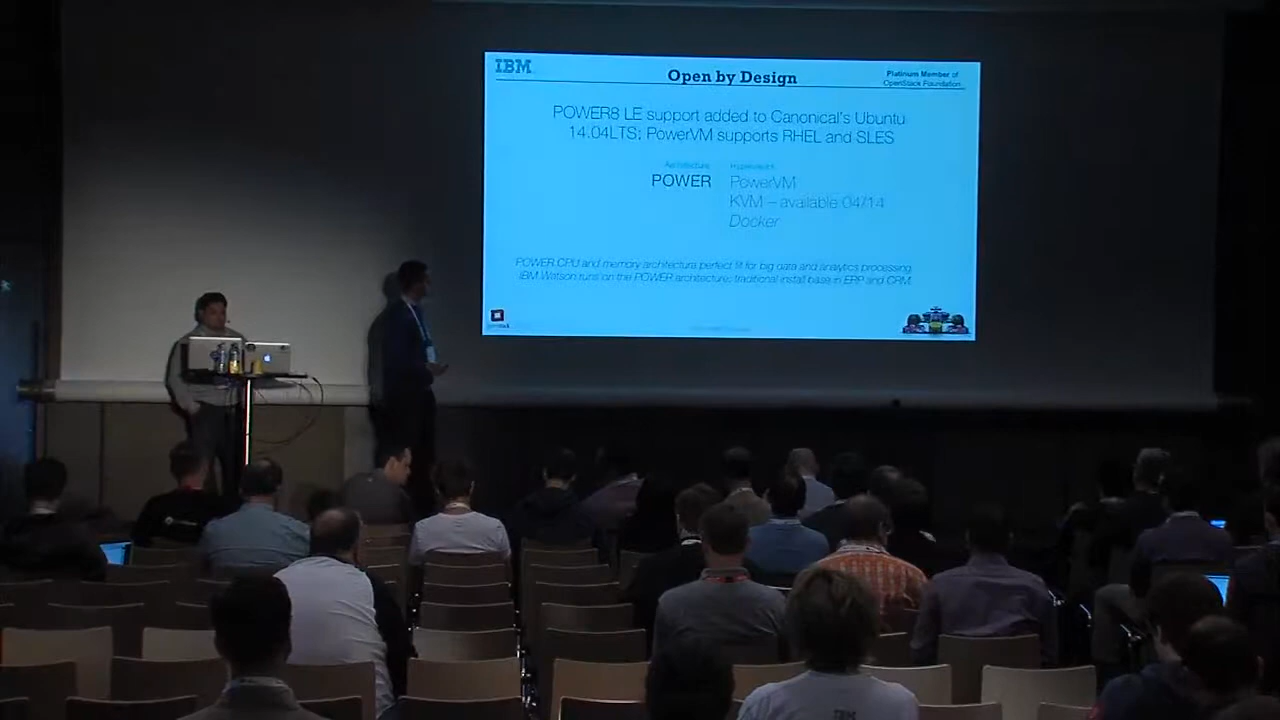 IBM
Open by Design
Platinum Member of
OpenStack Foundation
POWER8 LE support added to Canonical's Ubuntu
14.04LTS; PowerVM supports RHEL and SLES
Architecture
Hypervisors
POWER
PowerVM
KVM – available 04/14
Docker
POWER CPU and memory architecture perfect fit for big data and analytics processing.
IBM Watson runs on the POWER architecture; traditional install base in ERP and CRM.
openstack
IBM